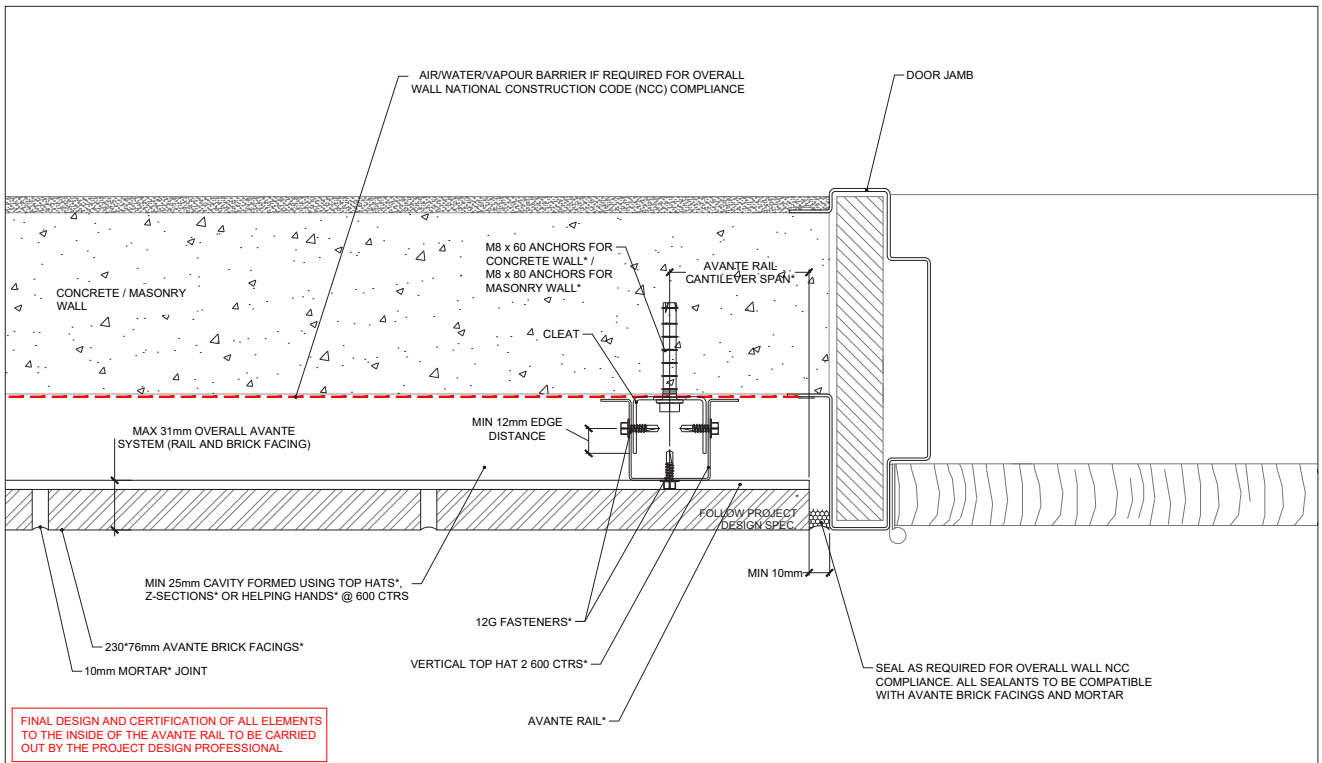 AIR/WATER/VAPOUR BARRIER IF REQUIRED FOR OVERALL
WALL NATIONAL CONSTRUCTION CODE (NCC) COMPLIANCE
DOOR JAMB
M8 x 60 ANCHORS FOR
CONCRETE WALL* /
M8 x 80 ANCHORS FOR
MASONRY WALL*
AVANTE RAIL
CANTILEVER SPAN*
CONCRETE / MASONRY
WALL
CLEAT
MIN 12mm EDGE
DISTANCE
MAX 31mm OVERALL AVANTE
SYSTEM (RAIL AND BRICK FACING)
*
FOLLOW PROJECT
DESIGN SPEC.
MIN 10mm
MIN 25mm CAVITY FORMED USING TOP HATS*,
Z-SECTIONS* OR HELPING HANDS* @ 600 CTRS
12G FASTENERS*
230*76mm AVANTE BRICK FACINGS*
10mm MORTAR* JOINT
VERTICAL TOP HAT 2 600 CTRS*
SEAL AS REQUIRED FOR OVERALL WALL NCC
COMPLIANCE. ALL SEALANTS TO BE COMPATIBLE
WITH AVANTE BRICK FACINGS AND MORTAR
AVANTE RAIL*
FINAL DESIGN AND CERTIFICATION OF ALL ELEMENTS
TO THE INSIDE OF THE AVANTE RAIL TO BE CARRIED
OUT BY THE PROJECT DESIGN PROFESSIONAL